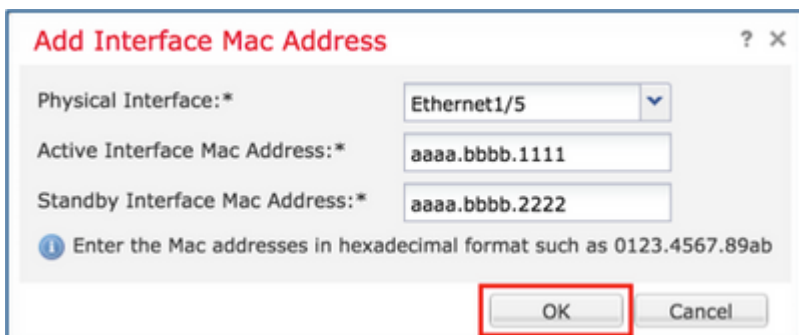 Add Interface Mac Address ? ×
Physical Interface:* Ethernet1/5
Active Interface Mac Address:* aaaa.bbbb.1111
Standby Interface Mac Address:* aaaa.bbbb.2222
Enter the Mac addresses in hexadecimal format such as 0123.4567.89ab
OK Cancel